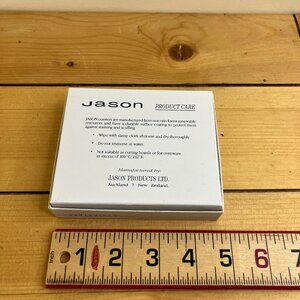 Jason
PRODUCT CARE
JASON coasters are manufactured from non rain forest renewable
resources and have a durable surface coating to protect them
against staining and scuffing.
• Wipe with damp cloth after use and dry thoroughly.
• Do not immerse in water.
• Not suitable as cutting boards or for ovenware
in excess of 100°C/212°F
Manufactured by:
JASON PRODUCTS LTD.
Auckland 7 New Zealand.
1 2 3 4 5 6 7